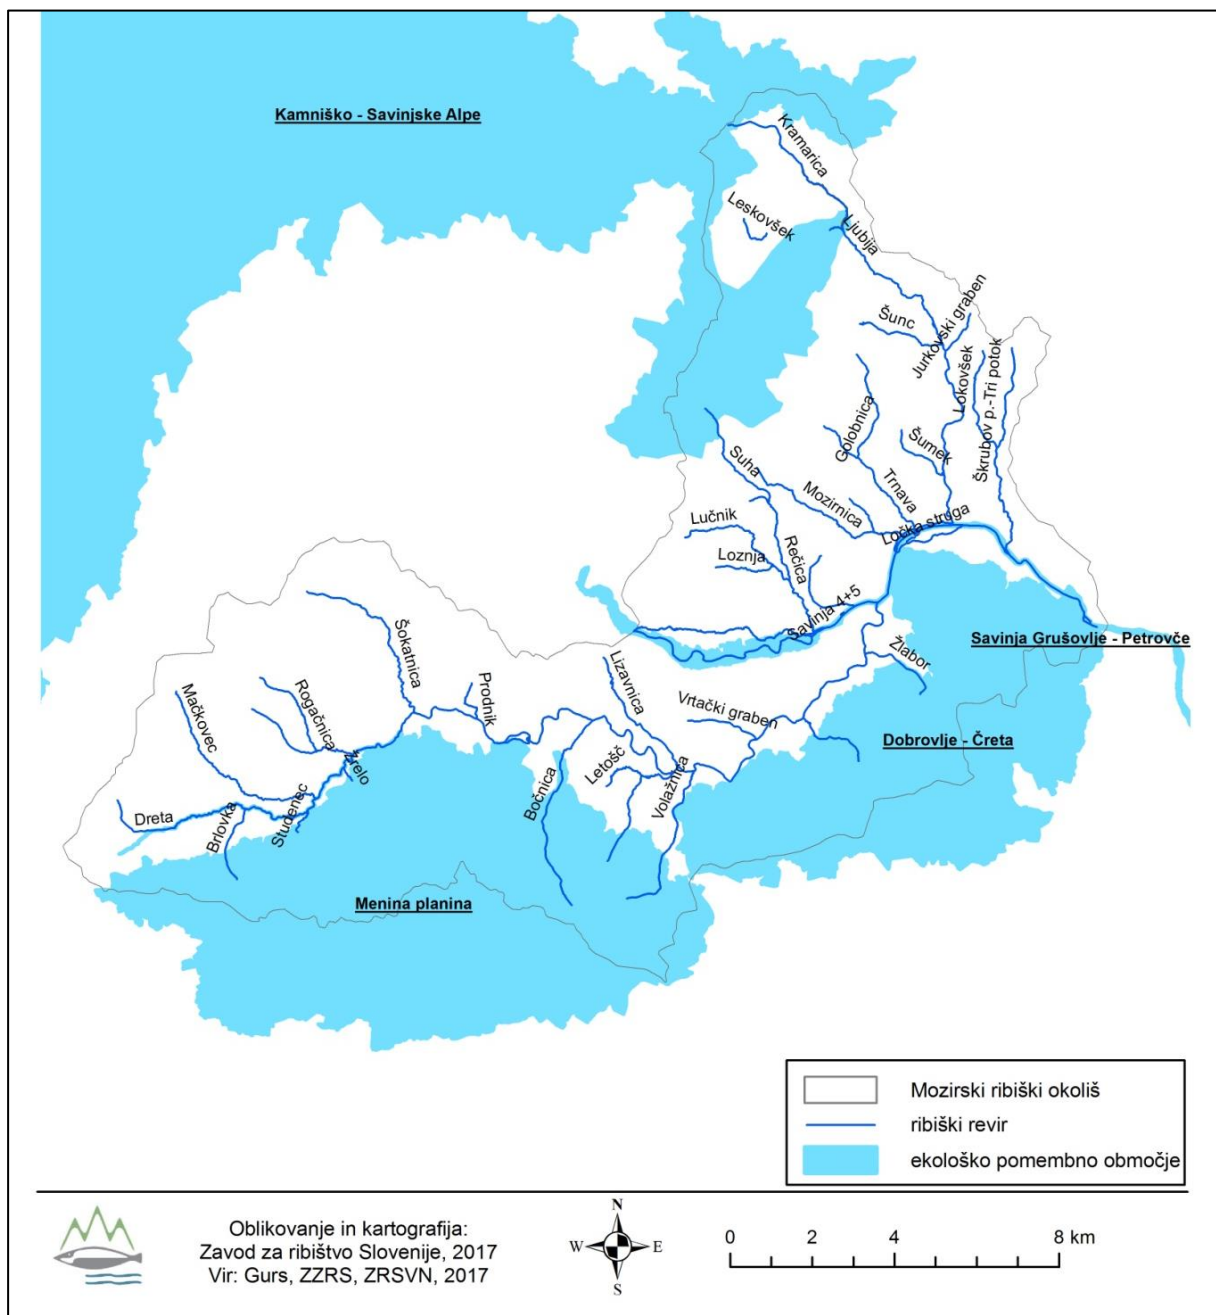 Kamniško - Savinjske Alpe
Kramarica
Leskovšek
Ljubija
Šunc
Jurkovski graben
Lokovšek
Škrubov p.-Tri potok
Golobnica
Šumek
Suha
Mozirnica
Trnava
Ločka struga
Lučnik
Loznja
Rečica
Savinja 4+5
Savinja Grušovlje - Petrovče
Žlabor
Šokatnica
Lizavnica
Prodnik
Mačkovec
Rogačnica
Vrtački graben
Dobrovlje - Čreta
Žrelo
Letošč
Volažnica
Bočnica
Dreta
Brlovka
Studenec
Menina planina
Mozirski ribiški okoliš
ribiški revir
ekološko pomembno območje
Oblikovanje in kartografija:
Zavod za ribištvo Slovenije, 2017
Vir: Gurs, ZZRS, ZRSVN, 2017
N
W E
S
0 2 4 8 km